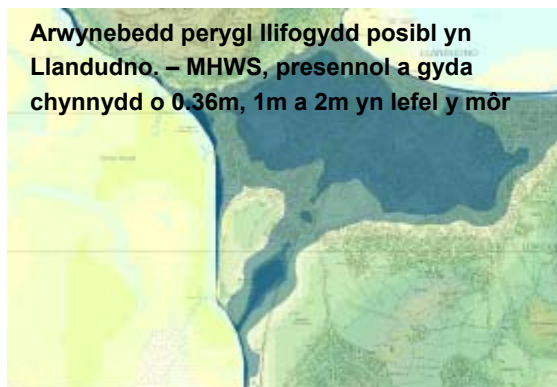 Arwynebedd perygl llifogydd posibl yn
Llandudno. – MHWS, presennol a gyda
chynnydd o 0.36m, 1m a 2m yn lefel y môr